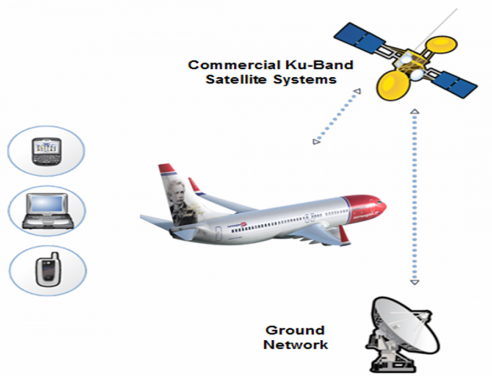 Commercial Ku-Band
Satellite Systems
Ground
Network